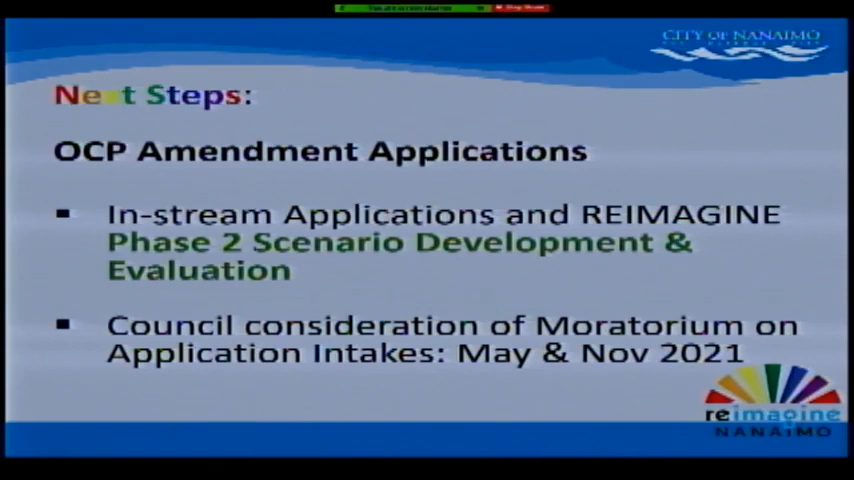 CITY OF NANAIMO
Next Steps:
OCP Amendment Applications
▪ In-stream Applications and REIMAGINE
Phase 2 Scenario Development &
Evaluation
▪ Council consideration of Moratorium on
Application Intakes: May & Nov 2021
reimagine
NANAIMO